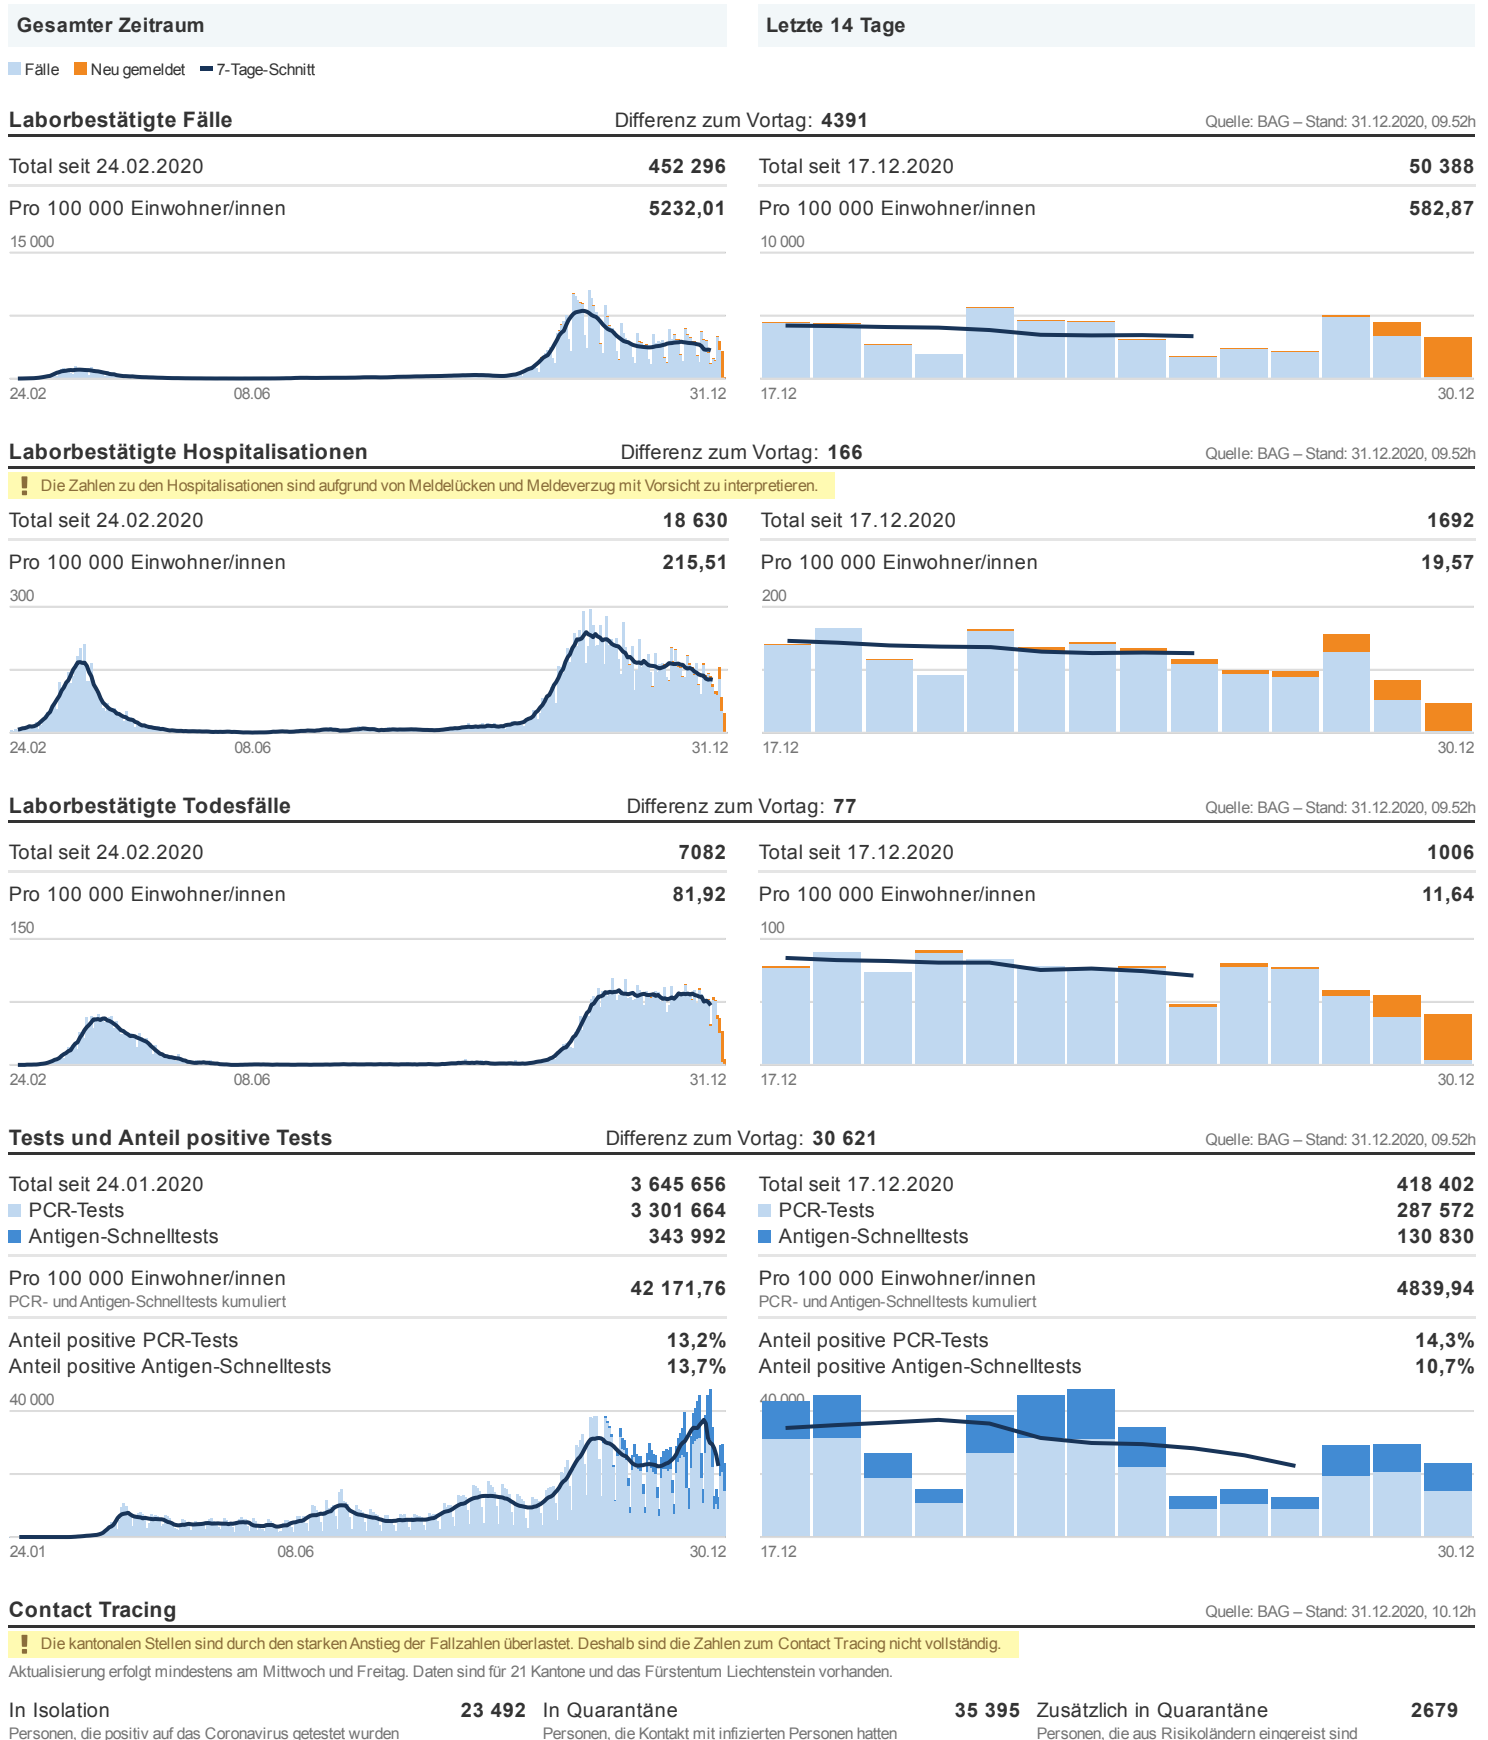 Gesamter Zeitraum
Letzte 14 Tage
Fälle Neu gemeldet 7-Tage-Schnitt
Laborbestätigte Fälle Differenz zum Vortag: 4391 Quelle: BAG – Stand: 31.12.2020, 09.52h
Total seit 24.02.2020 452 296
Pro 100 000 Einwohner/innen 5232,01
15 000
24.02 08.06 31.12
Total seit 17.12.2020 50 388
Pro 100 000 Einwohner/innen 582,87
10 000
17.12 30.12
Laborbestätigte Hospitalisationen Differenz zum Vortag: 166 Quelle: BAG – Stand: 31.12.2020, 09.52h
! Die Zahlen zu den Hospitalisationen sind aufgrund von Meldelücken und Meldeverzug mit Vorsicht zu interpretieren.
Total seit 24.02.2020 18 630
Pro 100 000 Einwohner/innen 215,51
300
24.02 08.06 31.12
Total seit 17.12.2020 1692
Pro 100 000 Einwohner/innen 19,57
200
17.12 30.12
Laborbestätigte Todesfälle Differenz zum Vortag: 77 Quelle: BAG – Stand: 31.12.2020, 09.52h
Total seit 24.02.2020 7082
Pro 100 000 Einwohner/innen 81,92
150
24.02 08.06 31.12
Total seit 17.12.2020 1006
Pro 100 000 Einwohner/innen 11,64
100
17.12 30.12
Tests und Anteil positive Tests Differenz zum Vortag: 30 621 Quelle: BAG – Stand: 31.12.2020, 09.52h
Total seit 24.01.2020 3 645 656
PCR-Tests 3 301 664
Antigen-Schnelltests 343 992
Pro 100 000 Einwohner/innen 42 171,76
PCR- und Antigen-Schnelltests kumuliert
Anteil positive PCR-Tests 13,2%
Anteil positive Antigen-Schnelltests 13,7%
40 000
24.01 08.06 30.12
Total seit 17.12.2020 418 402
PCR-Tests 287 572
Antigen-Schnelltests 130 830
Pro 100 000 Einwohner/innen 4839,94
PCR- und Antigen-Schnelltests kumuliert
Anteil positive PCR-Tests 14,3%
Anteil positive Antigen-Schnelltests 10,7%
40 000
17.12 30.12
Contact Tracing Quelle: BAG – Stand: 31.12.2020, 10.12h
! Die kantonalen Stellen sind durch den starken Anstieg der Fallzahlen überlastet. Deshalb sind die Zahlen zum Contact Tracing nicht vollständig.
Aktualisierung erfolgt mindestens am Mittwoch und Freitag. Daten sind für 21 Kantone und das Fürstentum Liechtenstein vorhanden.
In Isolation 23 492
Personen, die positiv auf das Coronavirus getestet wurden
In Quarantäne 35 395
Personen, die Kontakt mit infizierten Personen hatten
Zusätzlich in Quarantäne 2679
Personen, die aus Risikoländern eingereist sind